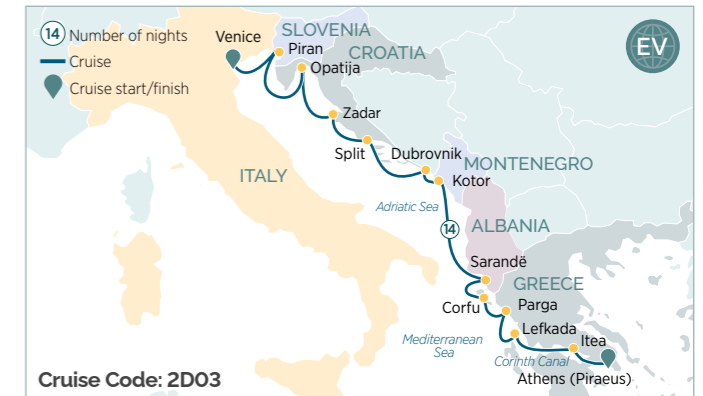 14 Number of nights
Cruise
Cruise start/finish
Venice
SLOVENIA
Piran
CROATIA
Opatija
EV
Zadar
Split
Dubrovnik
MONTENEGRO
Kotor
ITALY
Adriatic Sea
14
ALBANIA
Sarandë
GREECE
Corfu
Parga
Lefkada
Mediterranean
Sea
Itea
Corinth Canal
Athens (Piraeus)
Cruise Code: 2D03